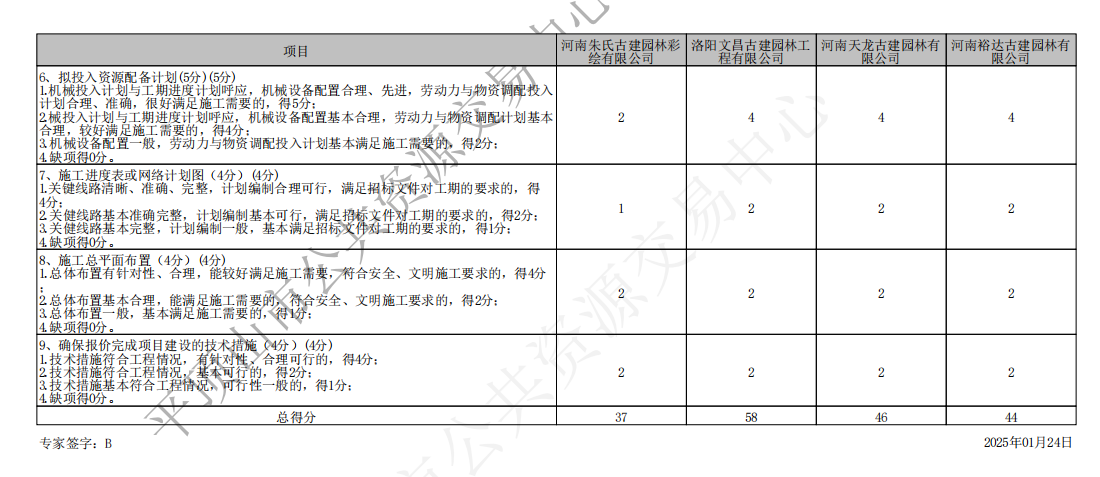 项目
河南朱氏古建园林彩
绘有限公司
洛阳文昌古建园林工
程有限公司
河南天龙古建园林有
限公司
河南裕达古建园林有
限公司
6、拟投入资源配备计划(5分)(5分)
1.机械投入计划与工期进度计划呼应，机械设备配置合理、先进，劳动力与物资调配投入
计划合理、准确，很好满足施工需要的，得5分；
2.械投入计划与工期进度计划呼应，机械设备配置基本合理，劳动力与物资调配计划基本
合理，较好满足施工需要的，得4分；
3.机械设备配置一般，劳动力与物资调配投入计划基本满足施工需要的，得2分；
4.缺项得0分。
2
4
4
4
7、施工进度表或网络计划图（4分）(4分)
1.关键线路清晰、准确、完整，计划编制合理可行，满足招标文件对工期的要求的，得
4分；
2.关健线路基本准确完整，计划编制基本可行，满足招标文件对工期的要求的，得2分；
3.关健线路基本完整，计划编制一般，基本满足招标文件对工期的要求的，得1分；
4.缺项得0分。
1
2
2
2
8、施工总平面布置（4分）(4分)
1.总体布置有针对性、合理，能较好满足施工需要，符合安全、文明施工要求的，得4分
；
2.总体布置基本合理，能满足施工需要的，符合安全、文明施工要求的，得2分；
3.总体布置一般，基本满足施工需要的，得1分；
4.缺项得0分。
2
2
2
2
9、确保报价完成项目建设的技术措施（4分）(4分)
1.技术措施符合工程情况，有针对性、合理可行的，得4分；
2.技术措施符合工程情况，基本可行的，得2分；
3.技术措施基本符合工程情况，可行性一般的，得1分；
4.缺项得0分。
2
2
2
2
总得分
37
58
46
44
专家签字：B
2025年01月24日
平顶山市公共资源交易中心
市公共资源交易中心